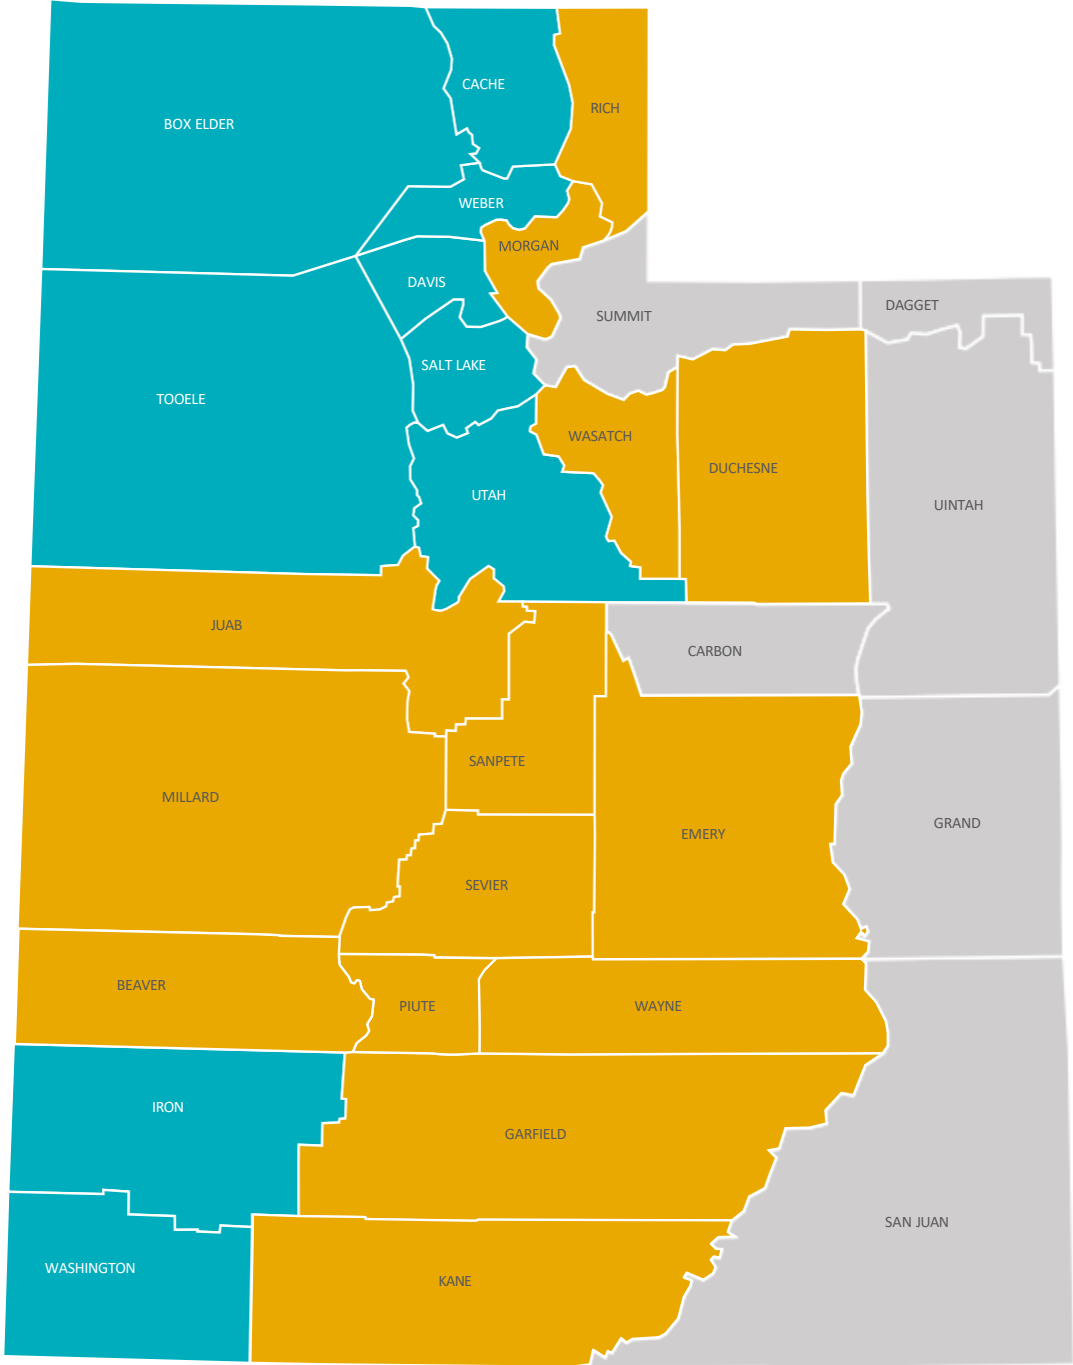 CACHE
RICH
BOX ELDER
WEBER
MORGAN
DAVIS
DAGGET
SUMMIT
SALT LAKE
TOOELE
WASATCH
DUCHESNE
UTAH
UINTAH
JUAB
CARBON
SANPETE
MILLARD
GRAND
EMERY
SEVIER
BEAVER
PIUTE
WAYNE
IRON
GARFIELD
SAN JUAN
WASHINGTON
KANE